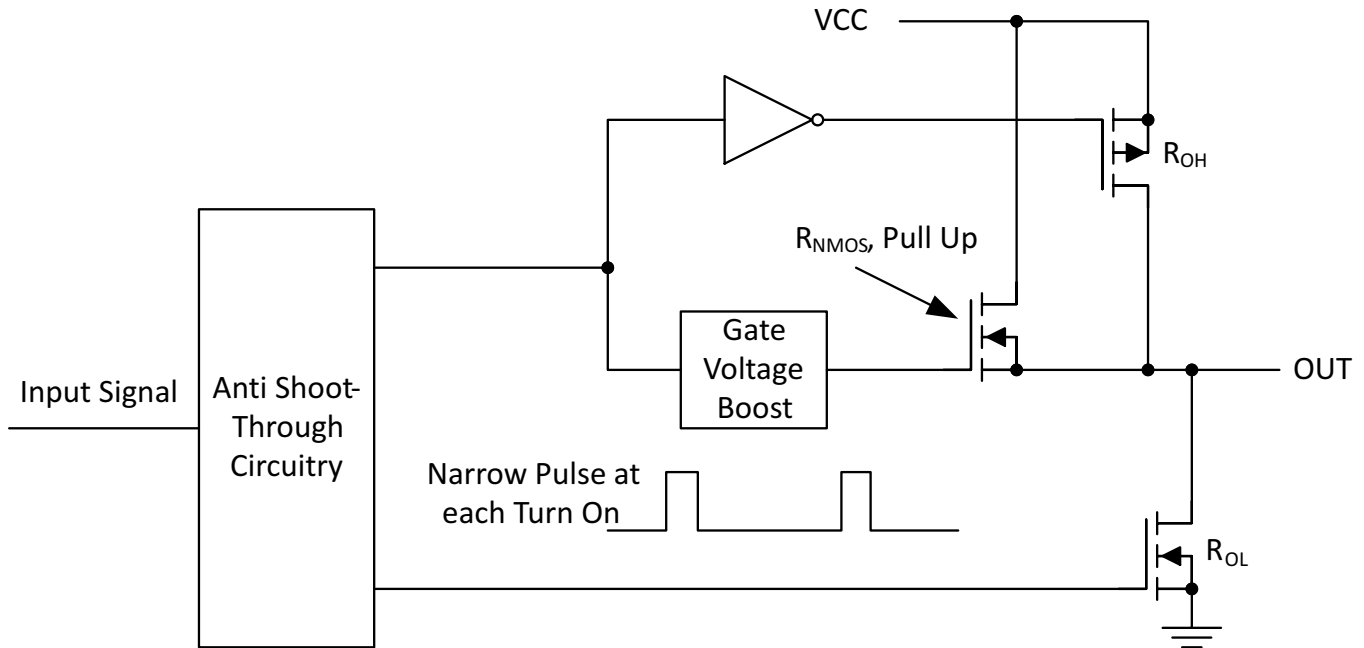 VCC
R_OH
R_NMOS, Pull Up
Gate
Voltage
Boost
OUT
Input Signal
Anti Shoot-
Through
Circuitry
Narrow Pulse at
each Turn On
R_OL